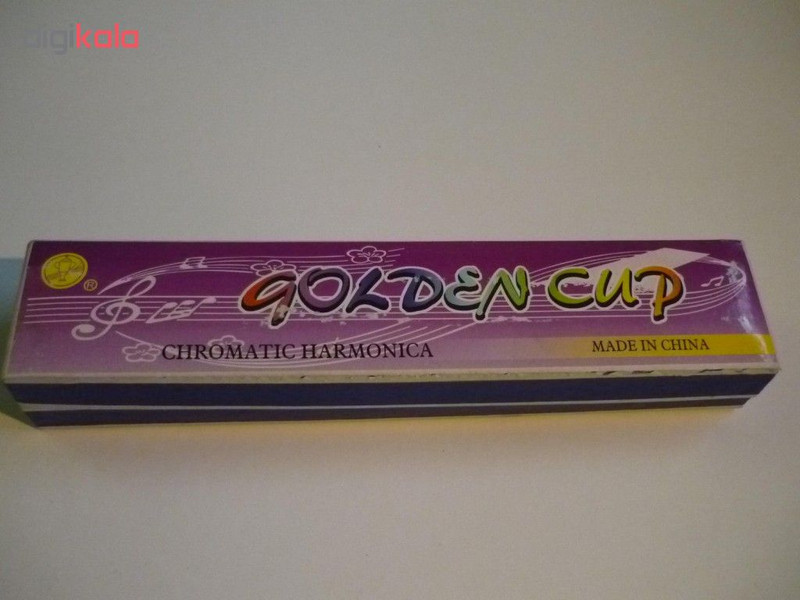 digikala
GOLDEN CUP
®
CHROMATIC HARMONICA
MADE IN CHINA